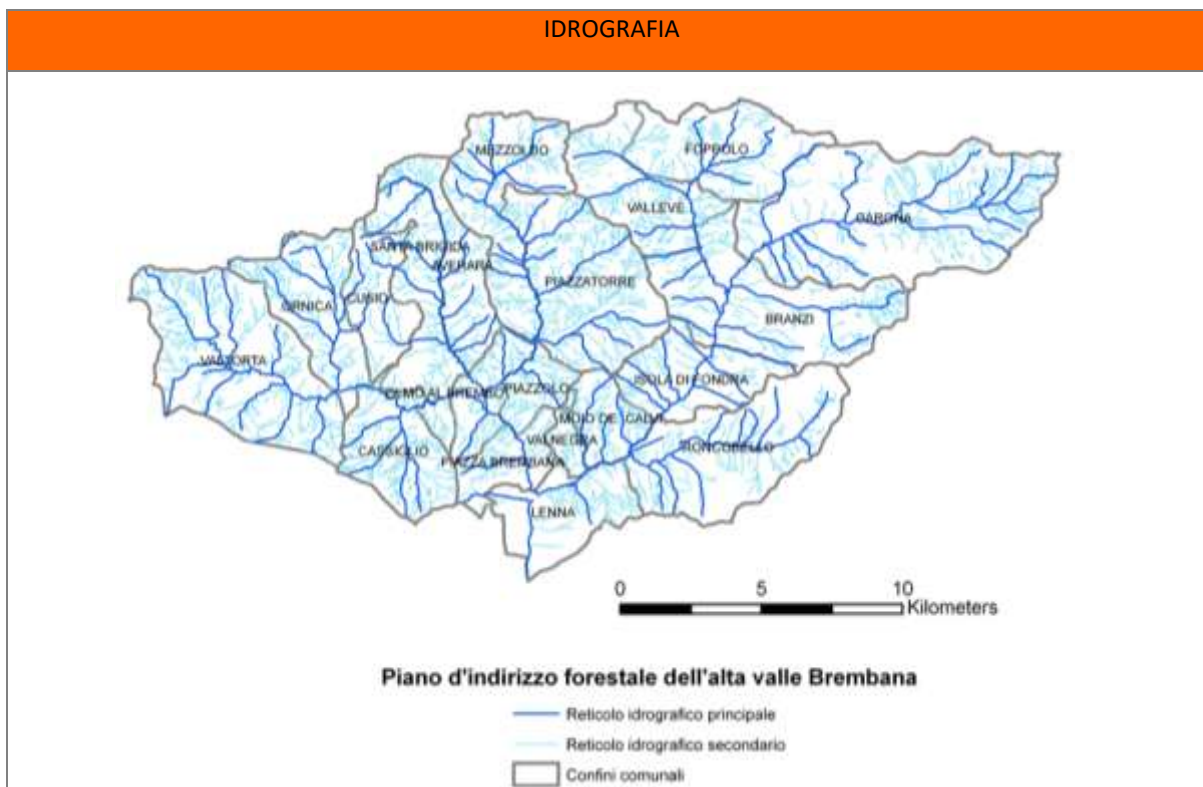 IDROGRAFIA
MEZZOLDO
FOPPOLO
VALLEVE
CARONA
SANTA BRIGIDA
AVERARA
PIAZZATORRE
ORNICA
CUSIO
BRANZI
VALTORTA
ISOLA DI FONDRA
OLMO AL BREMBO
PIAZZOLO
MOIO DE' CALVI
VALNEGRA
RONCOBELLO
CASSIGLIO
PIAZZA BREMBANA
LENNA
0 5 10
Kilometers
Piano d'indirizzo forestale dell'alta valle Brembana
Reticolo idrografico principale
Reticolo idrografico secondario
Confini comunali